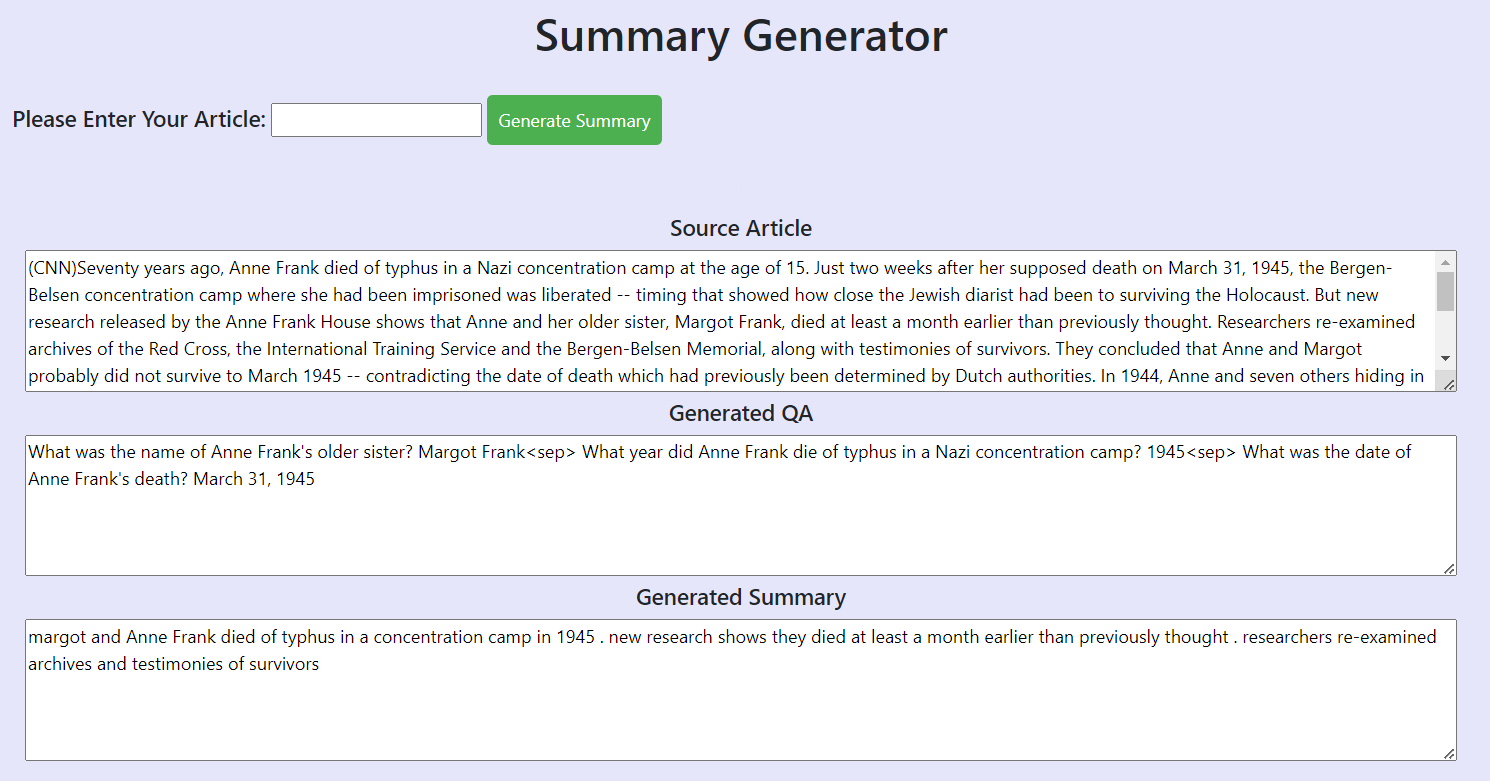 Summary Generator
Please Enter Your Article:
Generate Summary
Source Article
(CNN)Seventy years ago, Anne Frank died of typhus in a Nazi concentration camp at the age of 15. Just two weeks after her supposed death on March 31, 1945, the Bergen-
Belsen concentration camp where she had been imprisoned was liberated -- timing that showed how close the Jewish diarist had been to surviving the Holocaust. But new
research released by the Anne Frank House shows that Anne and her older sister, Margot Frank, died at least a month earlier than previously thought. Researchers re-examined
archives of the Red Cross, the International Training Service and the Bergen-Belsen Memorial, along with testimonies of survivors. They concluded that Anne and Margot
probably did not survive to March 1945 -- contradicting the date of death which had previously been determined by Dutch authorities. In 1944, Anne and seven others hiding in
Generated QA
What was the name of Anne Frank's older sister? Margot Frank<sep> What year did Anne Frank die of typhus in a Nazi concentration camp? 1945<sep> What was the date of
Anne Frank's death? March 31, 1945
Generated Summary
margot and Anne Frank died of typhus in a concentration camp in 1945 . new research shows they died at least a month earlier than previously thought . researchers re-examined
archives and testimonies of survivors